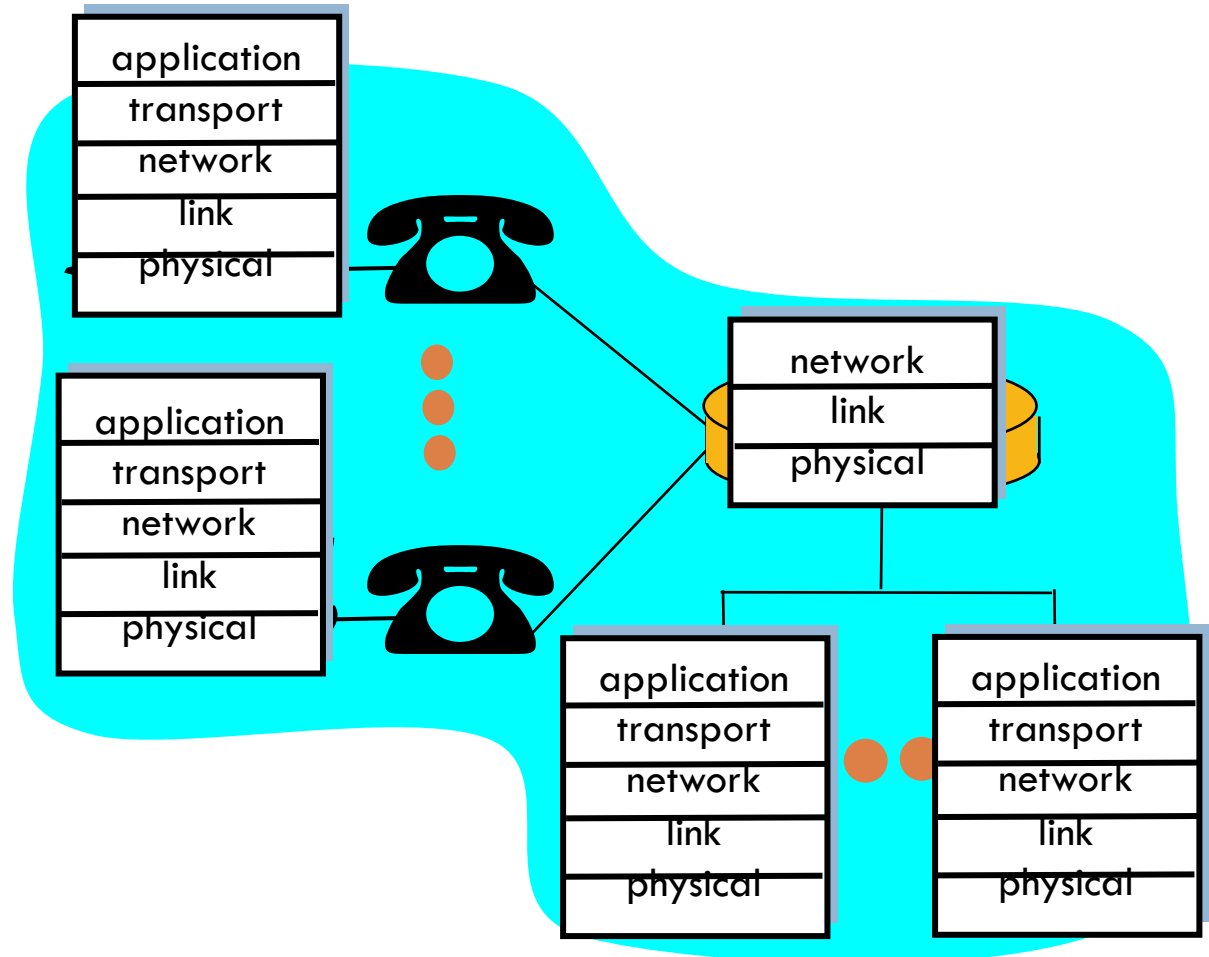 application
transport
network
link
physical
application
transport
network
link
physical
network
link
physical
application
transport
network
link
physical
application
transport
network
link
physical